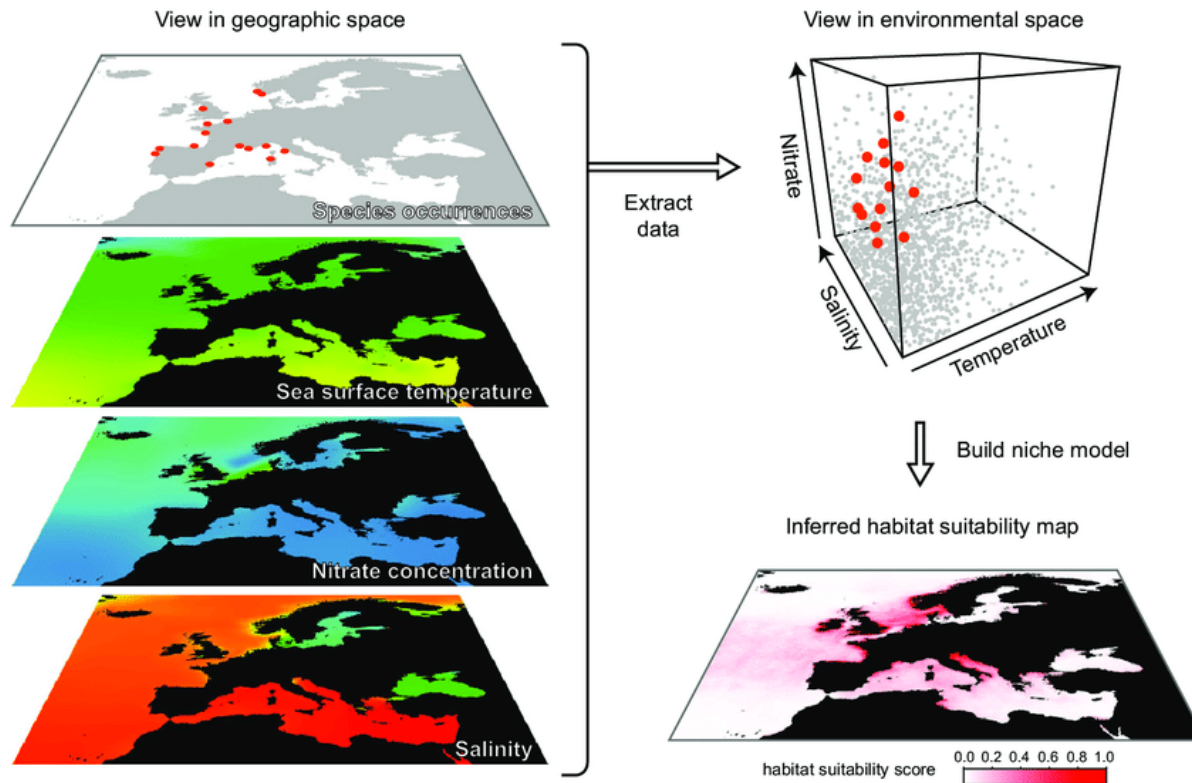 View in geographic space
Species occurrences
Sea surface temperature
Nitrate concentration
Salinity
Extract
data
View in environmental space
Nitrate
Salinity
Temperature
Build niche model
Inferred habitat suitability map
habitat suitability score
0.0 0.2 0.4 0.6 0.8 1.0